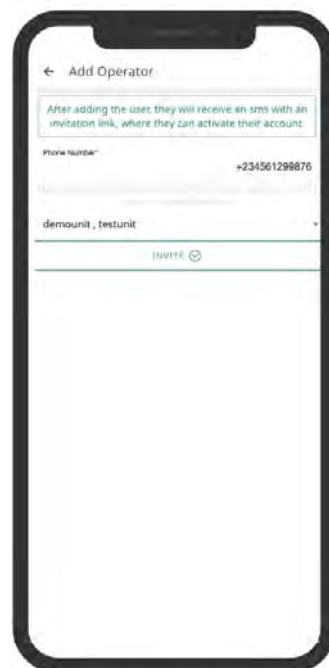 ← Add Operator
After adding the user, they will receive an sms with an
invitation link, where they can activate their account
Phone Number*
+234561299876
demounit , testunit
INVITE